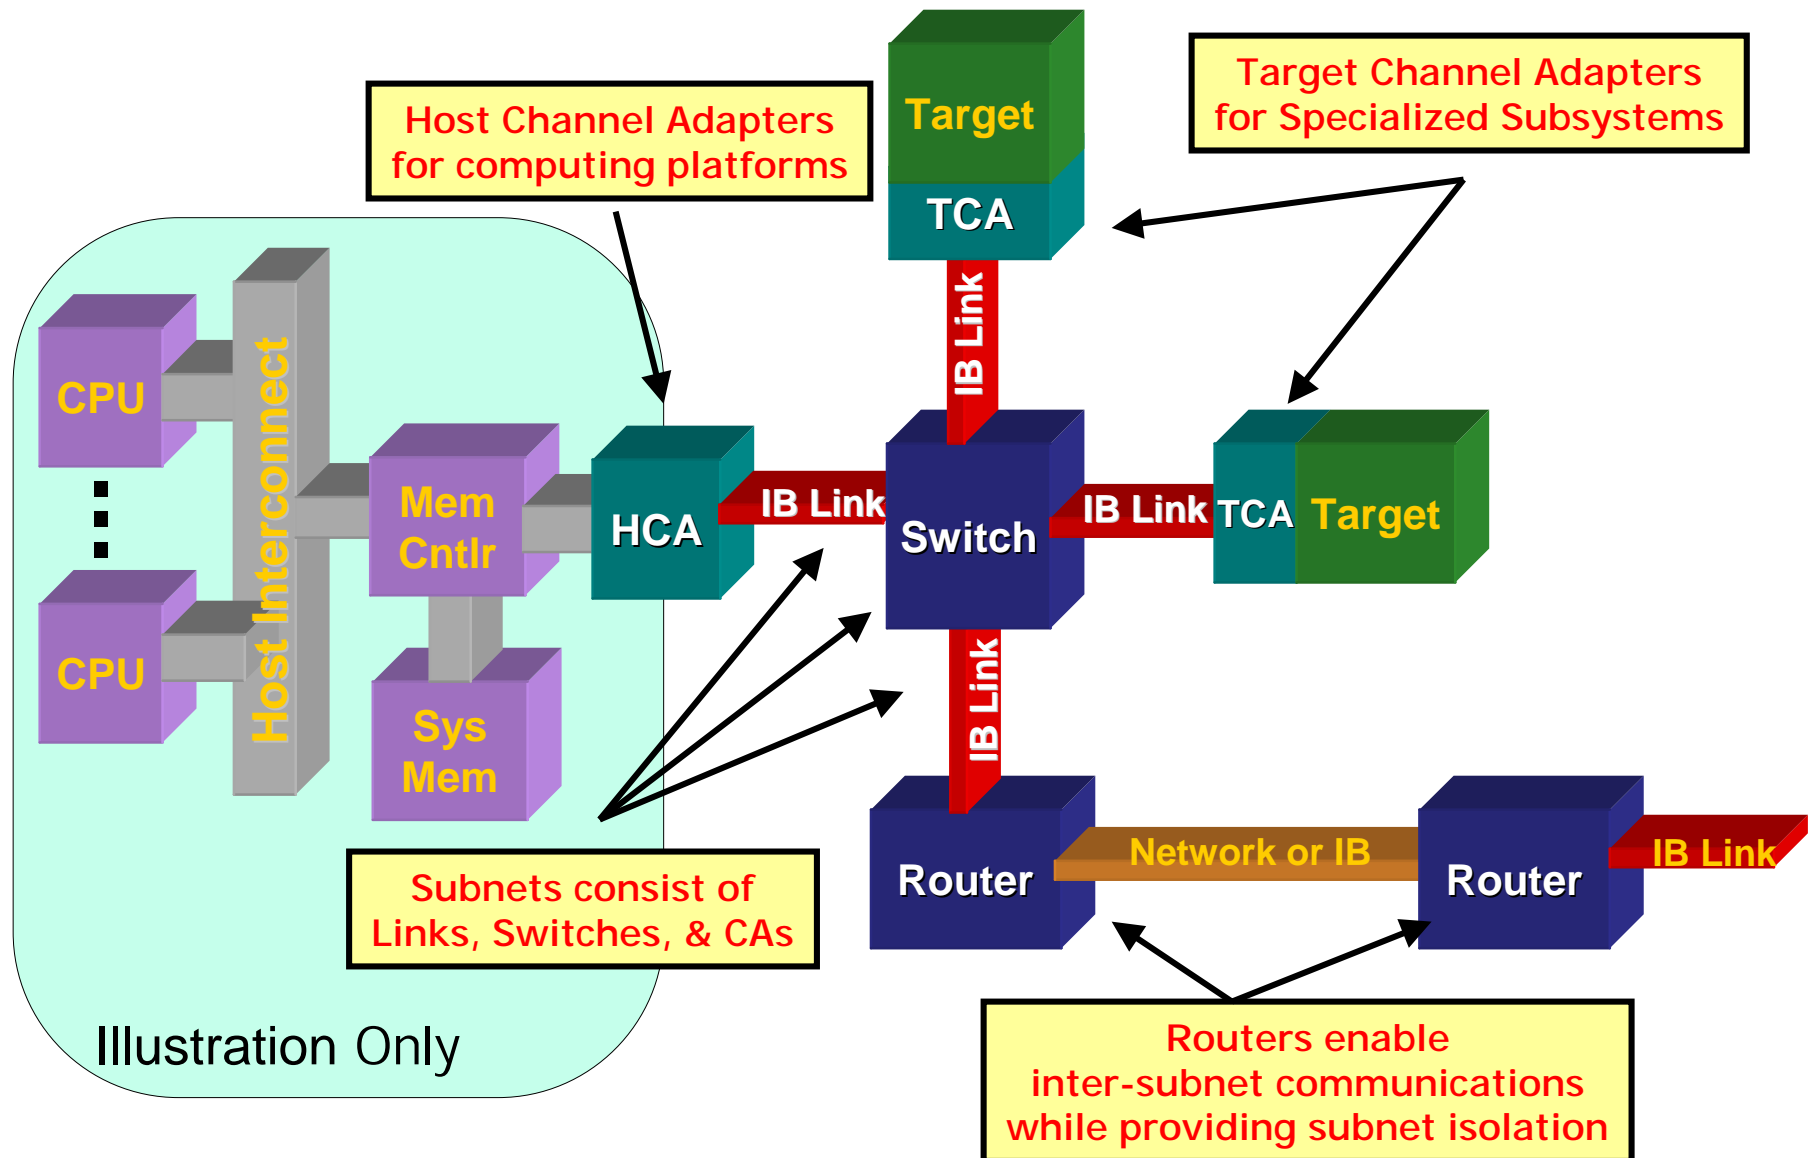 Target Channel Adapters
for Specialized Subsystems
Host Channel Adapters
for computing platforms
Target
TCA
IB Link
CPU
CPU
Host Interconnect
Mem
Cntlr
Sys
Mem
HCA
IB Link
Switch
IB Link
TCA
Target
IB Link
Router
Network or IB
Router
IB Link
Subnets consist of
Links, Switches, & CAs
Illustration Only
Routers enable
inter-subnet communications
while providing subnet isolation